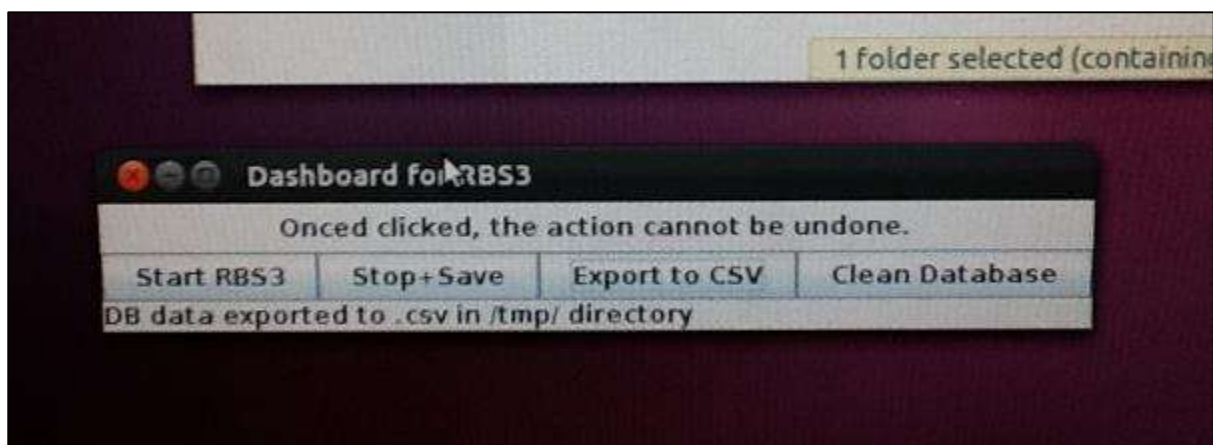 1 folder selected (containing
Dashboard for RBS3
Onced clicked, the action cannot be undone.
Start RBS3 Stop+Save Export to CSV Clean Database
DB data exported to .csv in /tmp/ directory